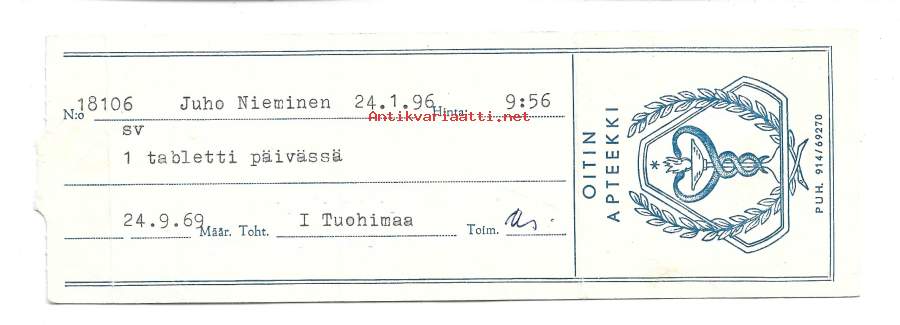 N:o 18106 Juho Nieminen 24.1.96 Hinta: 9:56
Antikvariaatti.net
sv
1 tabletti päivässä
24.9.69 Määr. Toht. I Tuohimaa Toim.
OITIN
APTEEKKI
PUH. 914/69270